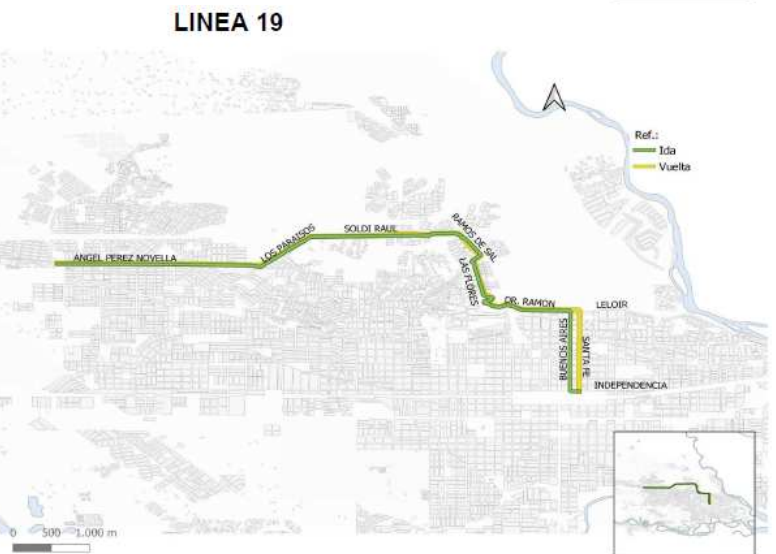 LINEA 19
Ref.:
Ida
Vuelta
RAMOS DE SAL
SOLDI RAUL
LOS PARAISOS
ANGEL PEREZ NOVELLA
LAS FLORES
DR. RAMON
LELOIR
BUENOS AIRES
SANTA FE
INDEPENDENCIA
0 500 1.000 m